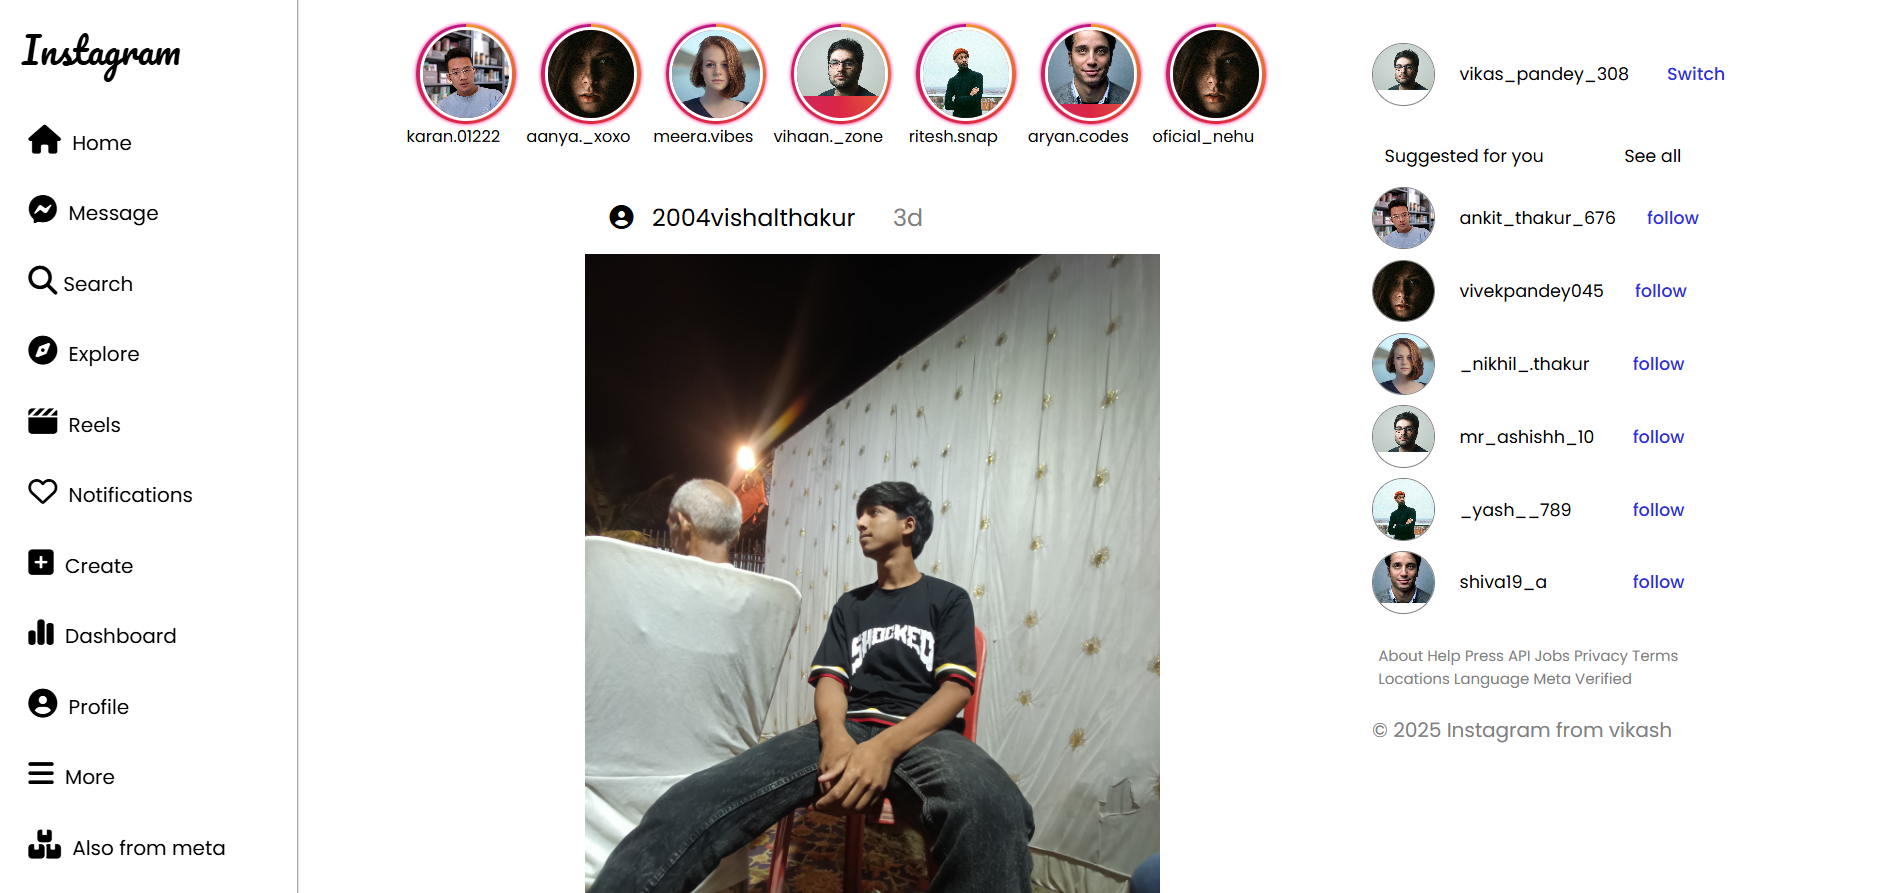 Instagram
Home
Message
Search
Explore
Reels
Notifications
Create
Dashboard
Profile
More
Also from meta
karan.01222
aanya._xoxo
meera.vibes
vihaan._zone
ritesh.snap
aryan.codes
oficial_nehu
2004vishalthakur 3d
SHOCKED
vikas_pandey_308 Switch
Suggested for you See all
ankit_thakur_676 follow
vivekpandey045 follow
_nikhil_.thakur follow
mr_ashishh_10 follow
_yash__789 follow
shiva19_a follow
About Help Press API Jobs Privacy Terms
Locations Language Meta Verified
© 2025 Instagram from vikash